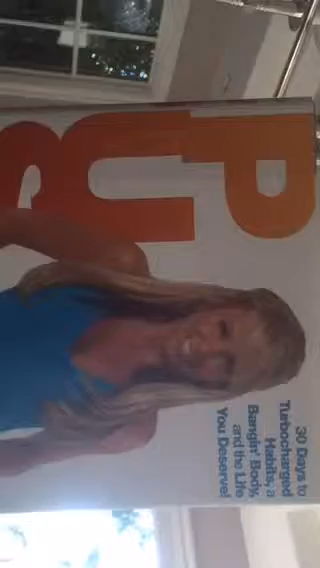 P
U
S
30 Days to
Turbocharged
Habits, a
Bangin' Body,
and the Life
You Deserve!